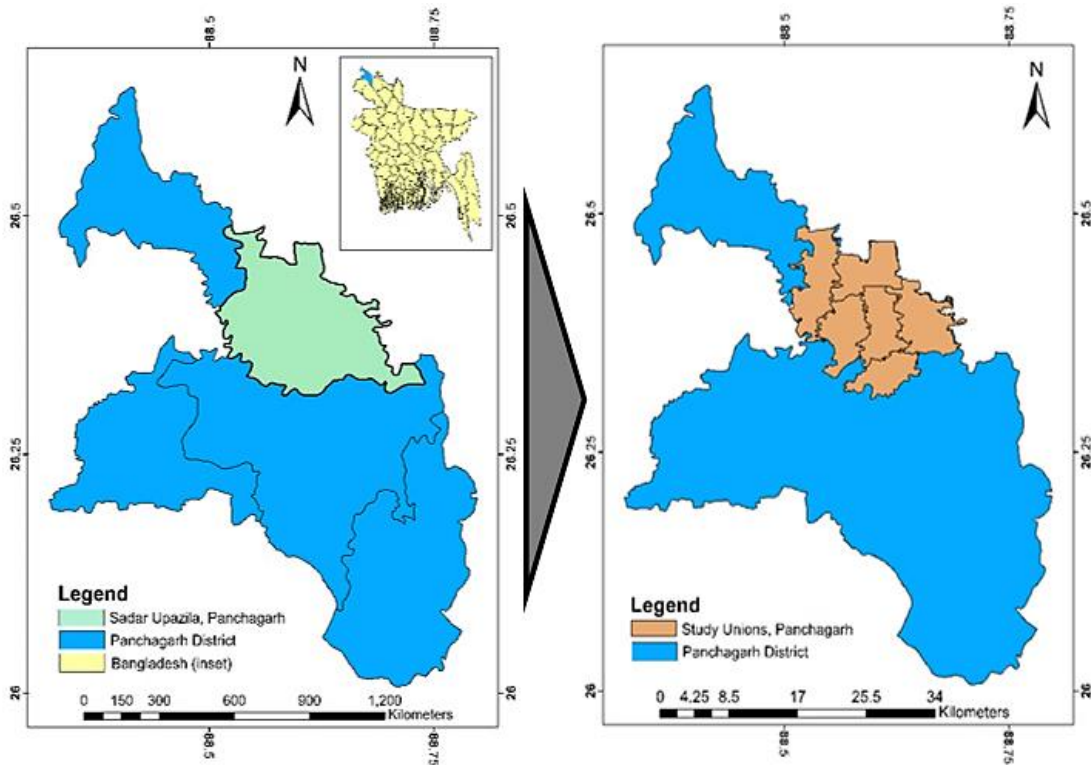 88.5
88.75
N
26.5
26.5
26.25
26.25
Legend
Sadar Upazila, Panchagarh
Panchagarh District
Bangladesh (inset)
26
26
0 150 300 600 900 1,200
Kilometers
88.5
88.75
88.5
88.75
N
26.5
26.5
26.25
26.25
Legend
Study Unions, Panchagarh
Panchagarh District
26
26
0 4.25 8.5 17 25.5 34
Kilometers
88.5
88.75